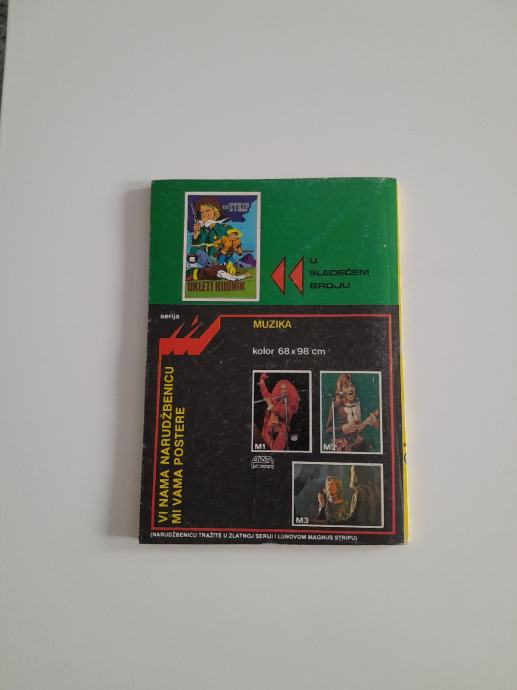 STRIP
UKLETI RUDNIK
U
SLEDEĆEM
BROJU
serija
MUZIKA
kolor 68 x 98 cm
M1
M2
M3
VI NAMA NARUDŽBENICU
MI VAMA POSTERE
(NARUDŽBENICU TRAŽITE U ZLATNOJ SERIJI I LUNOVOM MAGNUS STRIPU)